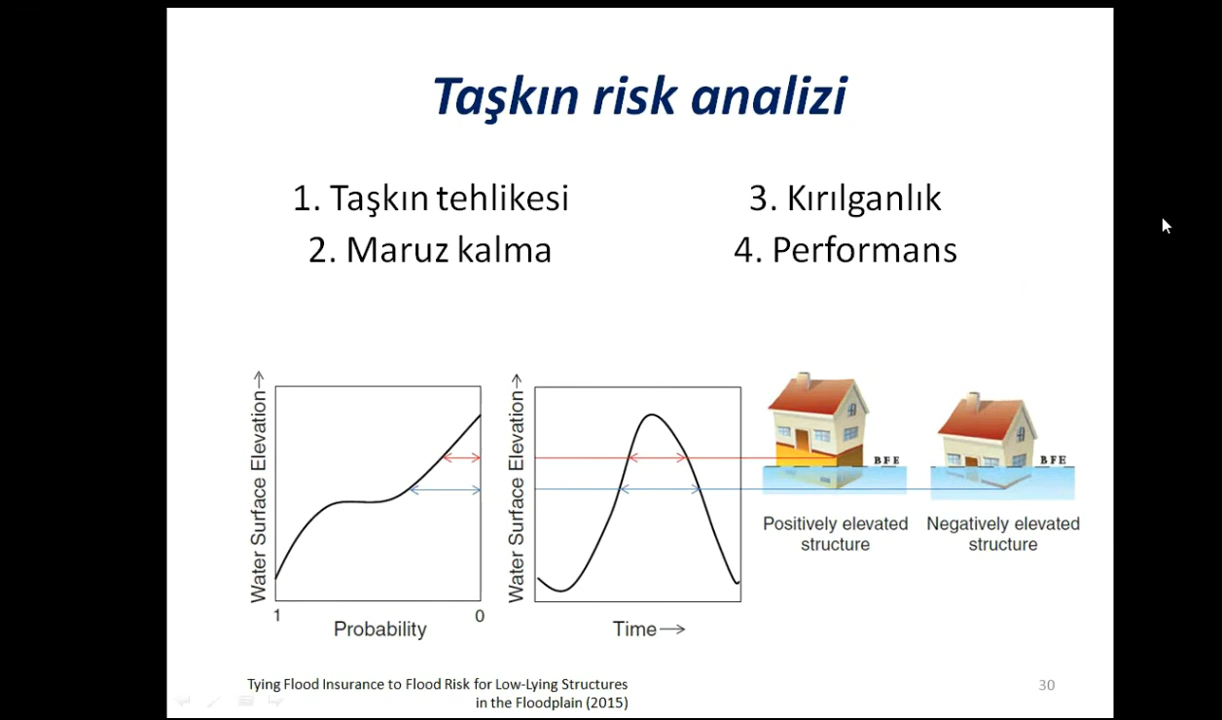 Taşkın risk analizi
1. Taşkın tehlikesi
2. Maruz kalma
3. Kırılganlık
4. Performans
Water Surface Elevation→
1
0
Probability
Water Surface Elevation→
Time→
BFE
BFE
Positively elevated
structure
Negatively elevated
structure
Tying Flood Insurance to Flood Risk for Low-Lying Structures
in the Floodplain (2015)
30